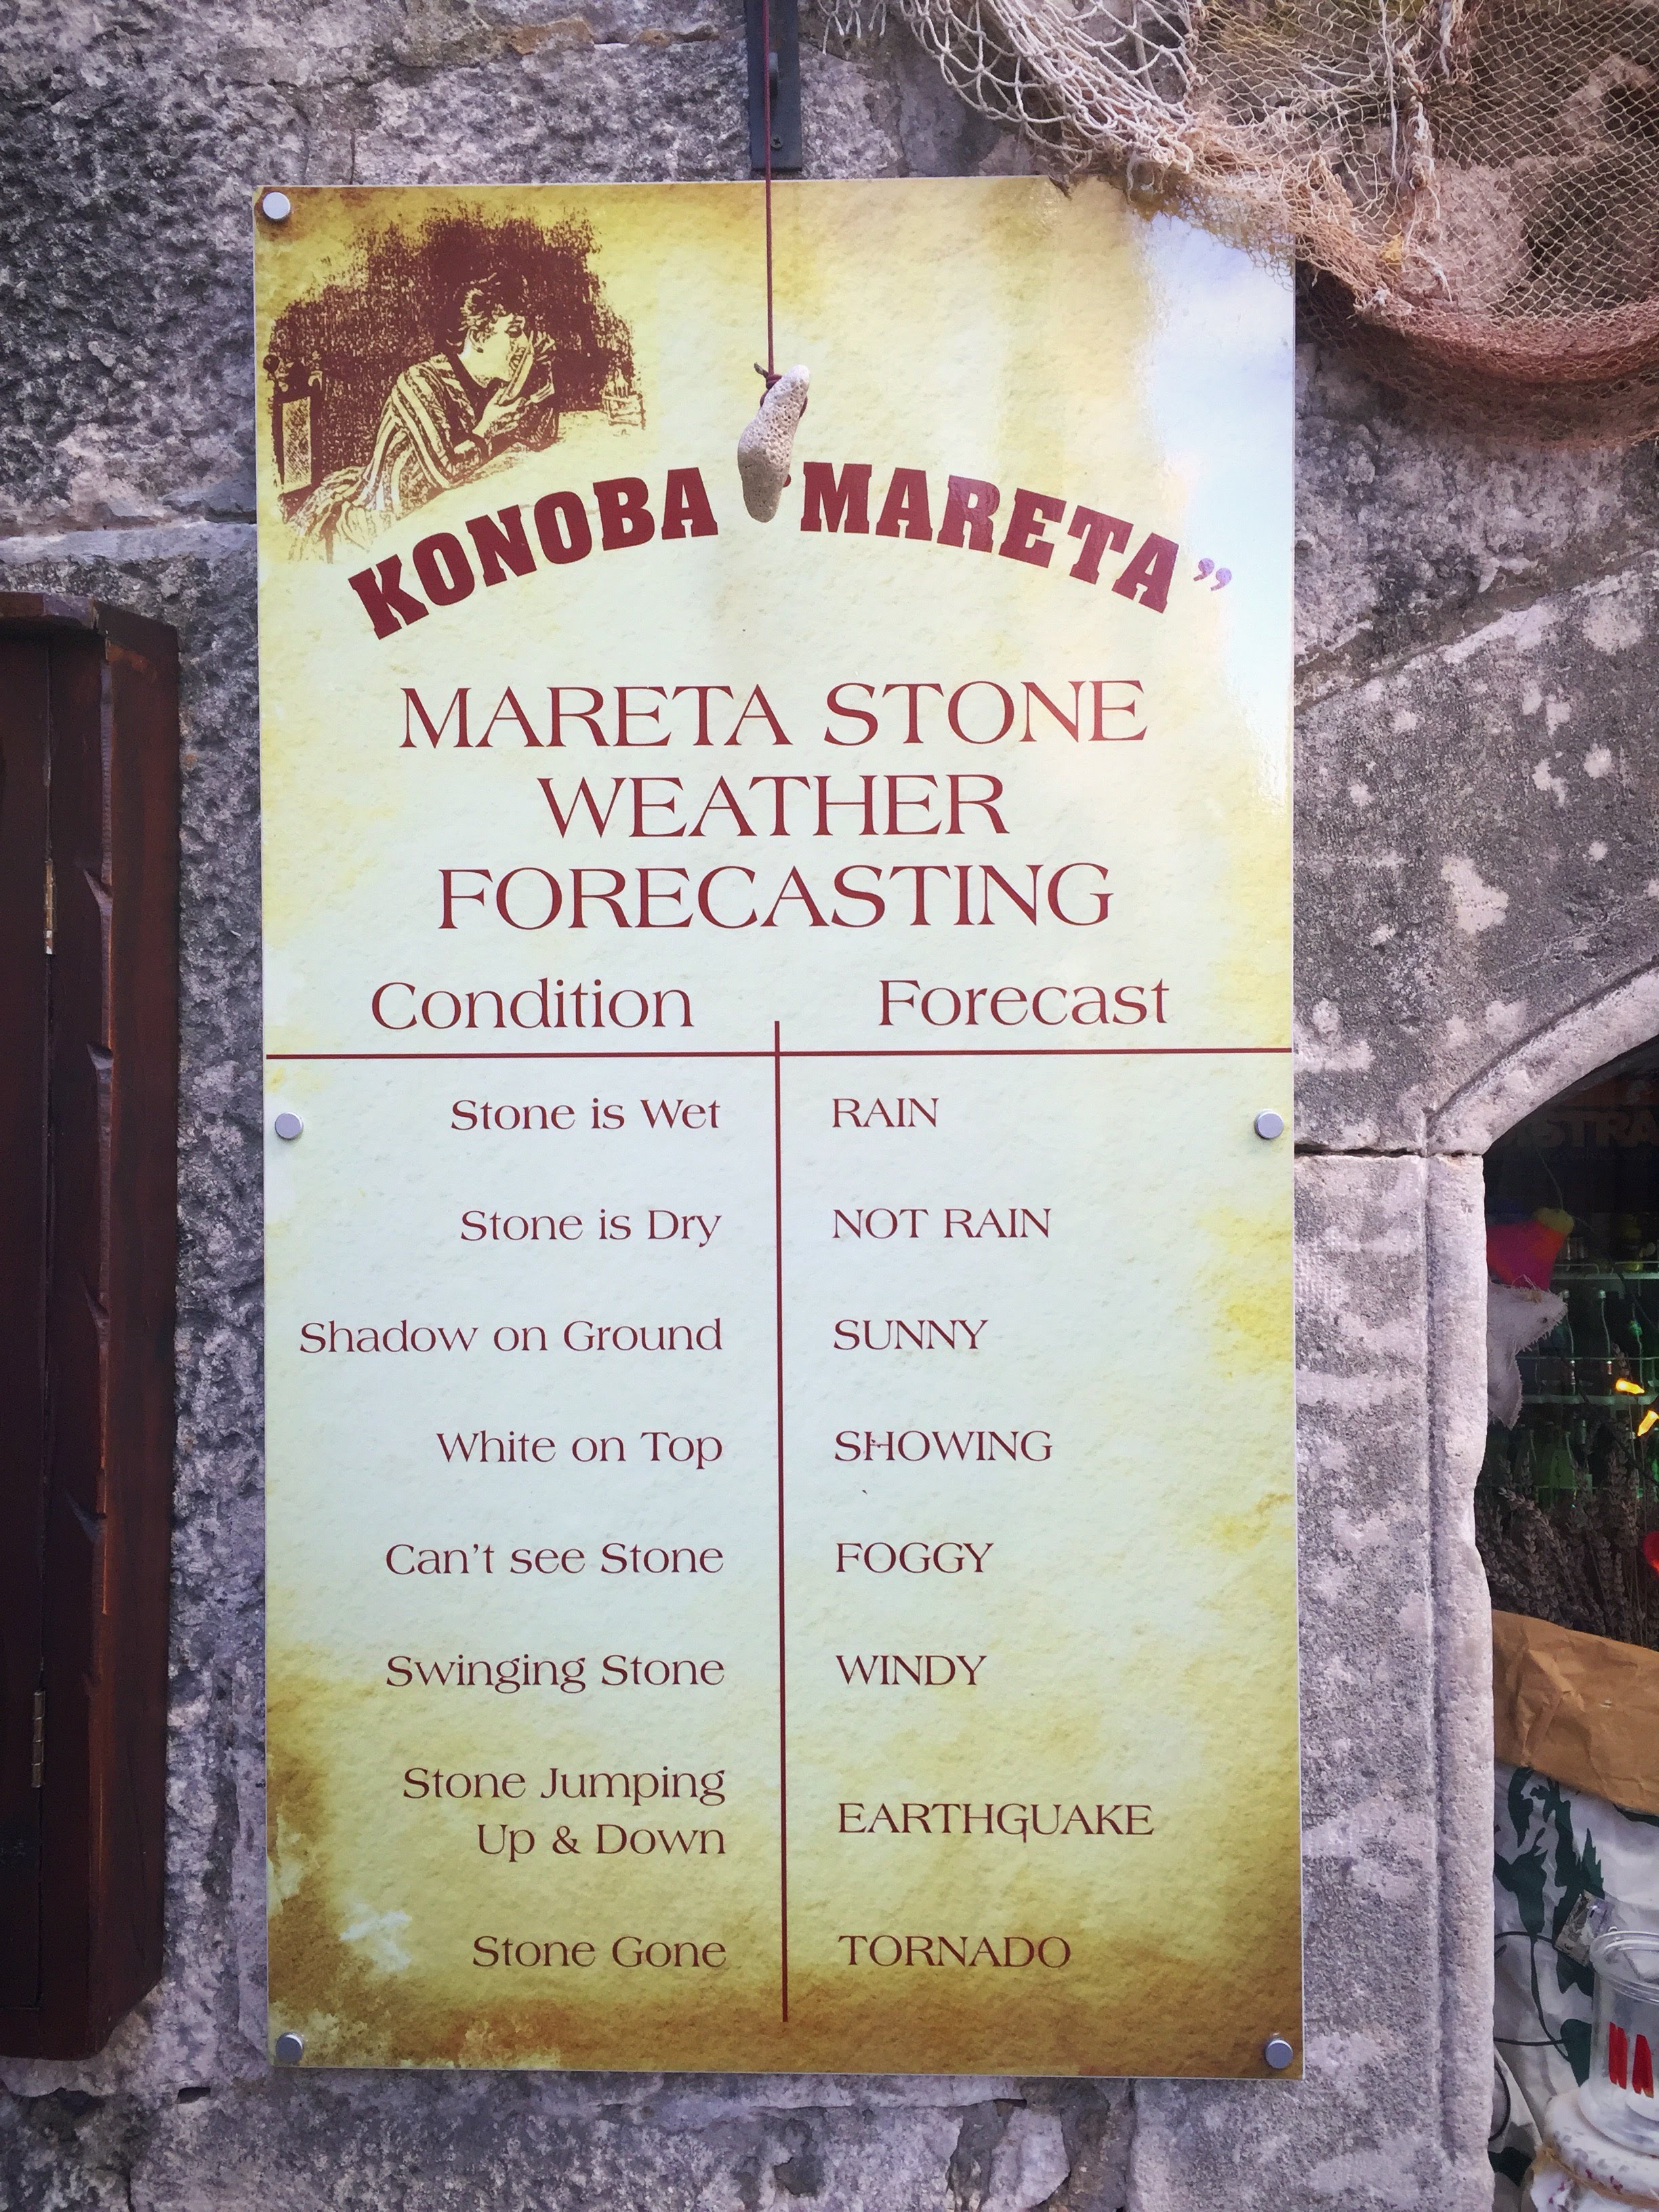 KONOBA MARETA”
MARETA STONE
WEATHER
FORECASTING
Condition Forecast
Stone is Wet RAIN
Stone is Dry NOT RAIN
Shadow on Ground SUNNY
White on Top SHOWING
Can't see Stone FOGGY
Swinging Stone WINDY
Stone Jumping
Up & Down EARTHGUAKE
Stone Gone TORNADO